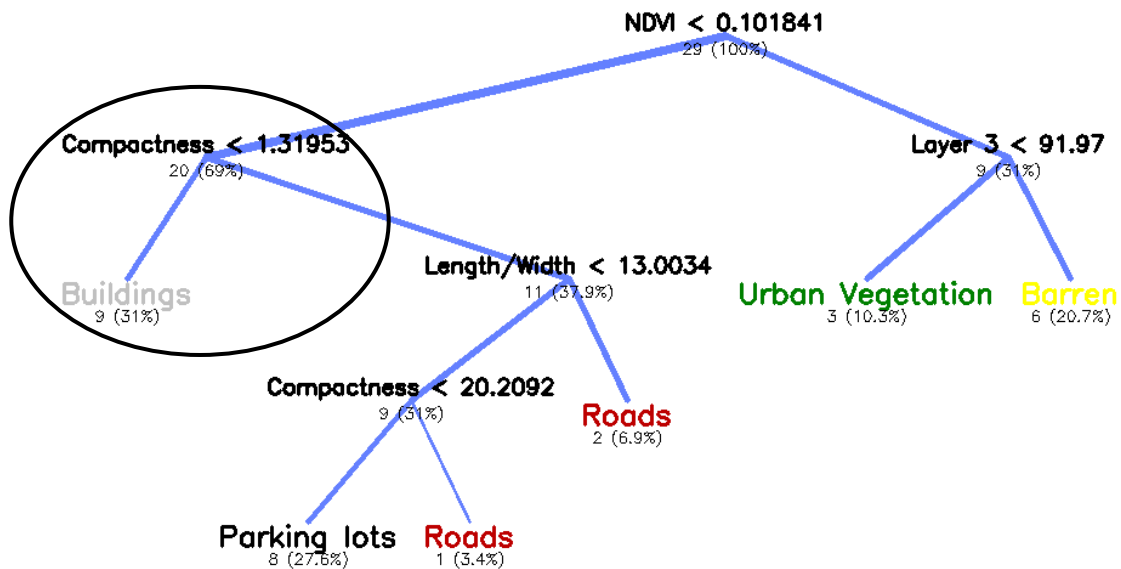 NDVI < 0.101841
29 (100%)
Compactness < 1.31953
20 (69%)
Layer 3 < 91.97
9 (31%)
Buildings
9 (31%)
Length/Width < 13.0034
11 (37.9%)
Urban Vegetation
3 (10.3%)
Barren
6 (20.7%)
Compactness < 20.2092
9 (31%)
Roads
2 (6.9%)
Parking lots
8 (27.6%)
Roads
1 (3.4%)